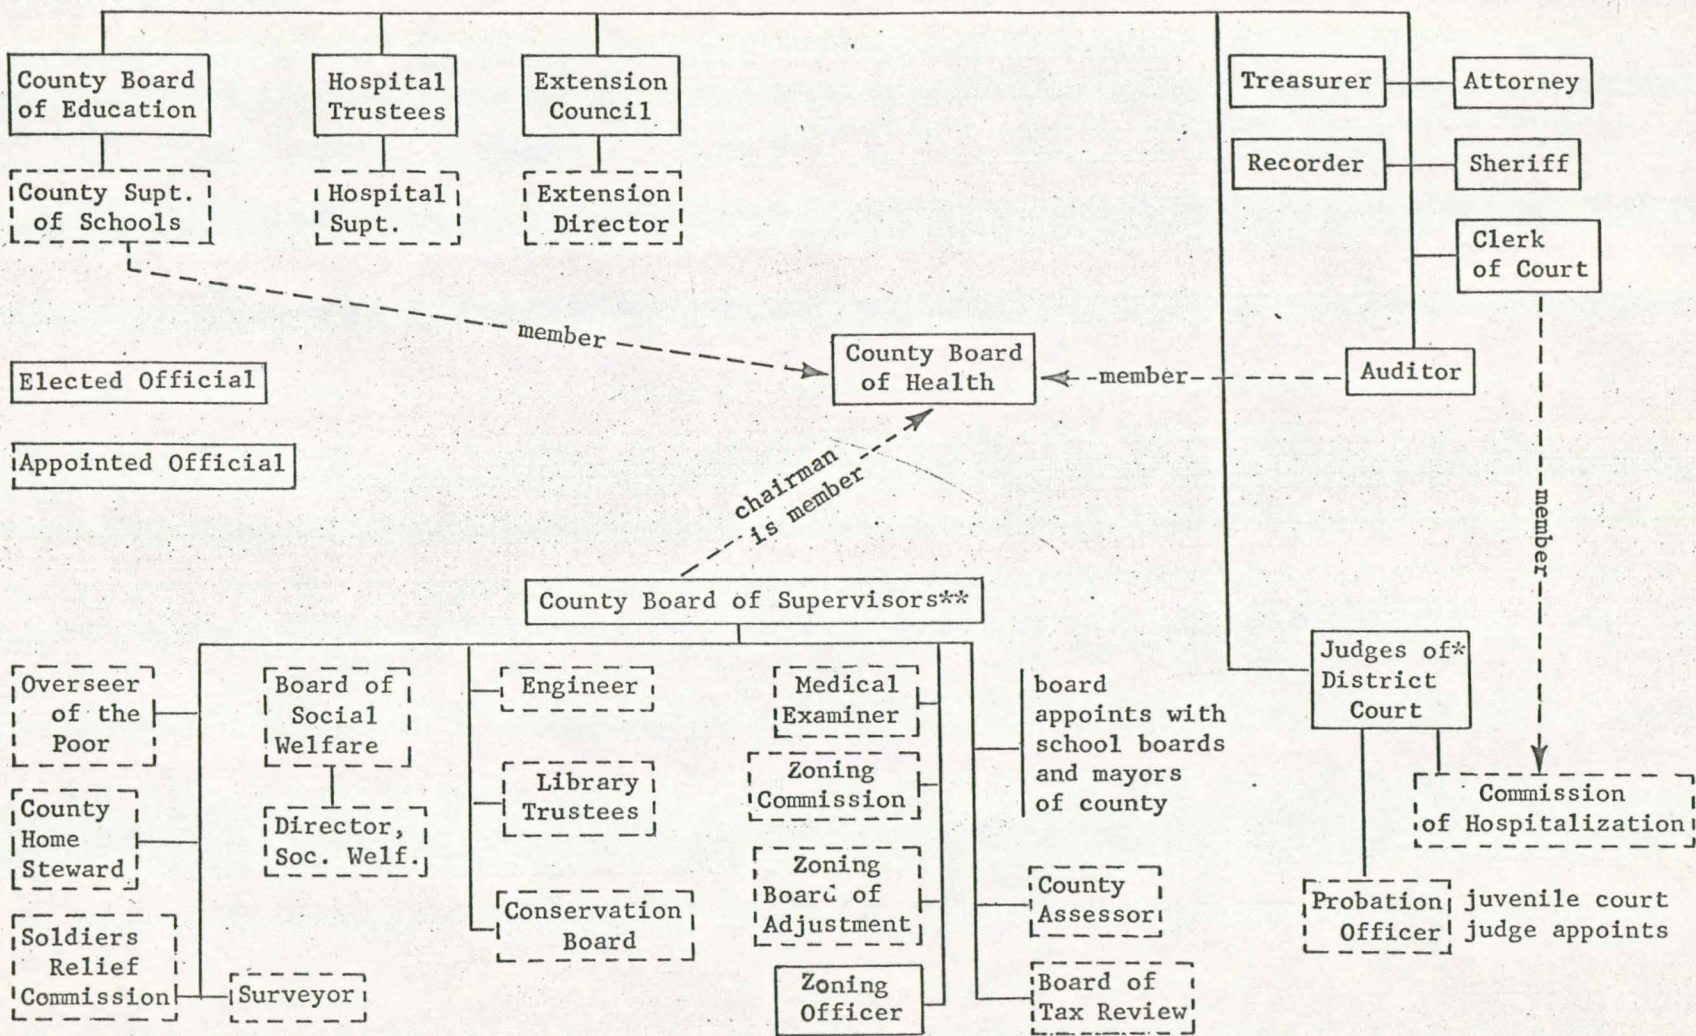 County Board
of Education
Hospital
Trustees
Extension
Council
Treasurer
Attorney
County Supt.
of Schools
Hospital
Supt.
Extension
Director
Recorder
Sheriff
Clerk
of Court
member
County Board
of Health
member
Auditor
Elected Official
Appointed Official
chairman
is member
member
County Board of Supervisors**
Overseer
of the
Poor
Board of
Social
Welfare
Engineer
Medical
Examiner
board
appoints with
school boards
and mayors
of county
Judges of*
District
Court
County
Home
Steward
Director,
Soc. Welf.
Library
Trustees
Zoning
Commission
Commission
of Hospitalization
Soldiers
Relief
Commission
Surveyor
Conservation
Board
Zoning
Board of
Adjustment
Zoning
Officer
County
Assessor
Board of
Tax Review
Probation
Officer
juvenile court
judge appoints